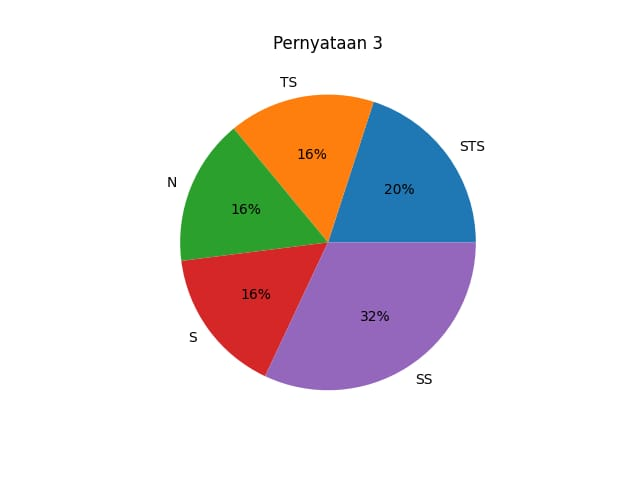 Pernyataan 3
TS
STS
16%
N
20%
16%
16%
32%
S
SS